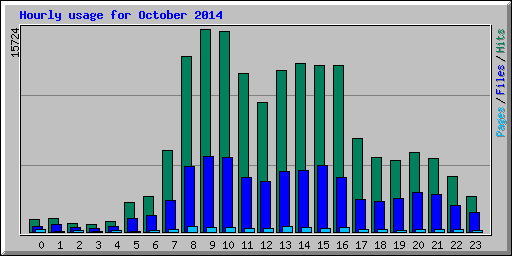 Hourly usage for October 2014
15724
Pages / Files / Hits
0 1 2 3 4 5 6 7 8 9 10 11 12 13 14 15 16 17 18 19 20 21 22 23